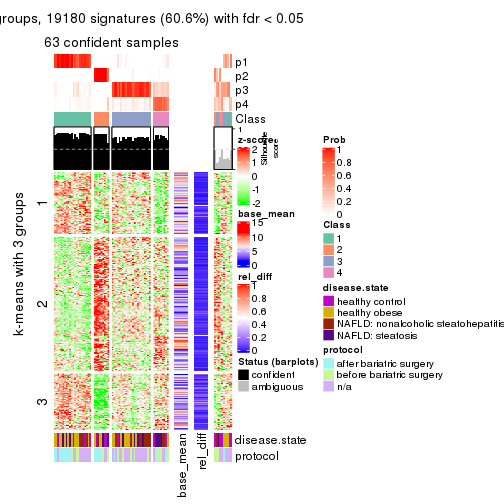 groups, 19180 signatures (60.6%) with fdr < 0.05
63 confident samples
p1
p2
p3
p4
Class
1
Silhouette
score
k-means with 3 groups
1
2
3
base_mean
rel_diff
disease.state
protocol
z-score
2
1
0
-1
-2
base_mean
15
10
5
0
rel_diff
1
0.8
0.6
0.4
0.2
0
Status (barplots)
confident
ambiguous
Prob
1
0.8
0.6
0.4
0.2
0
Class
1
2
3
4
disease.state
healthy control
healthy obese
NAFLD: nonalcoholic steatohepatitis
NAFLD: steatosis
protocol
after bariatric surgery
before bariatric surgery
n/a